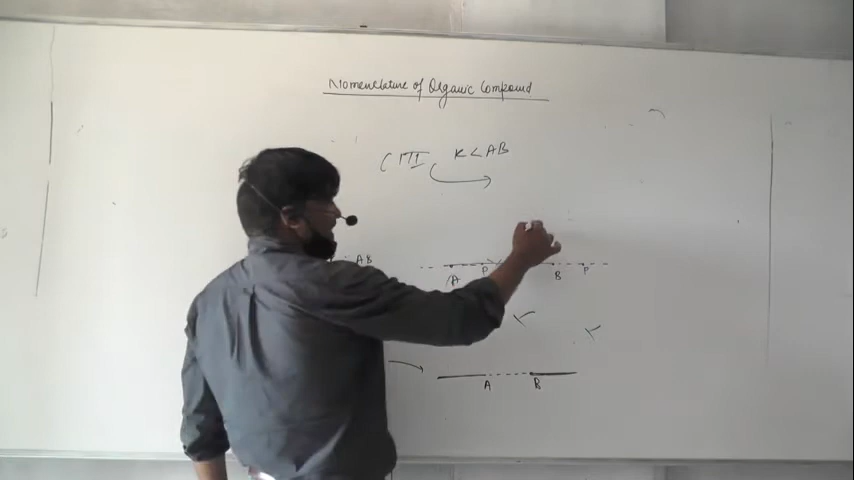 Nomenclature of Organic Compound
K < AB
AB
A P B P
A B